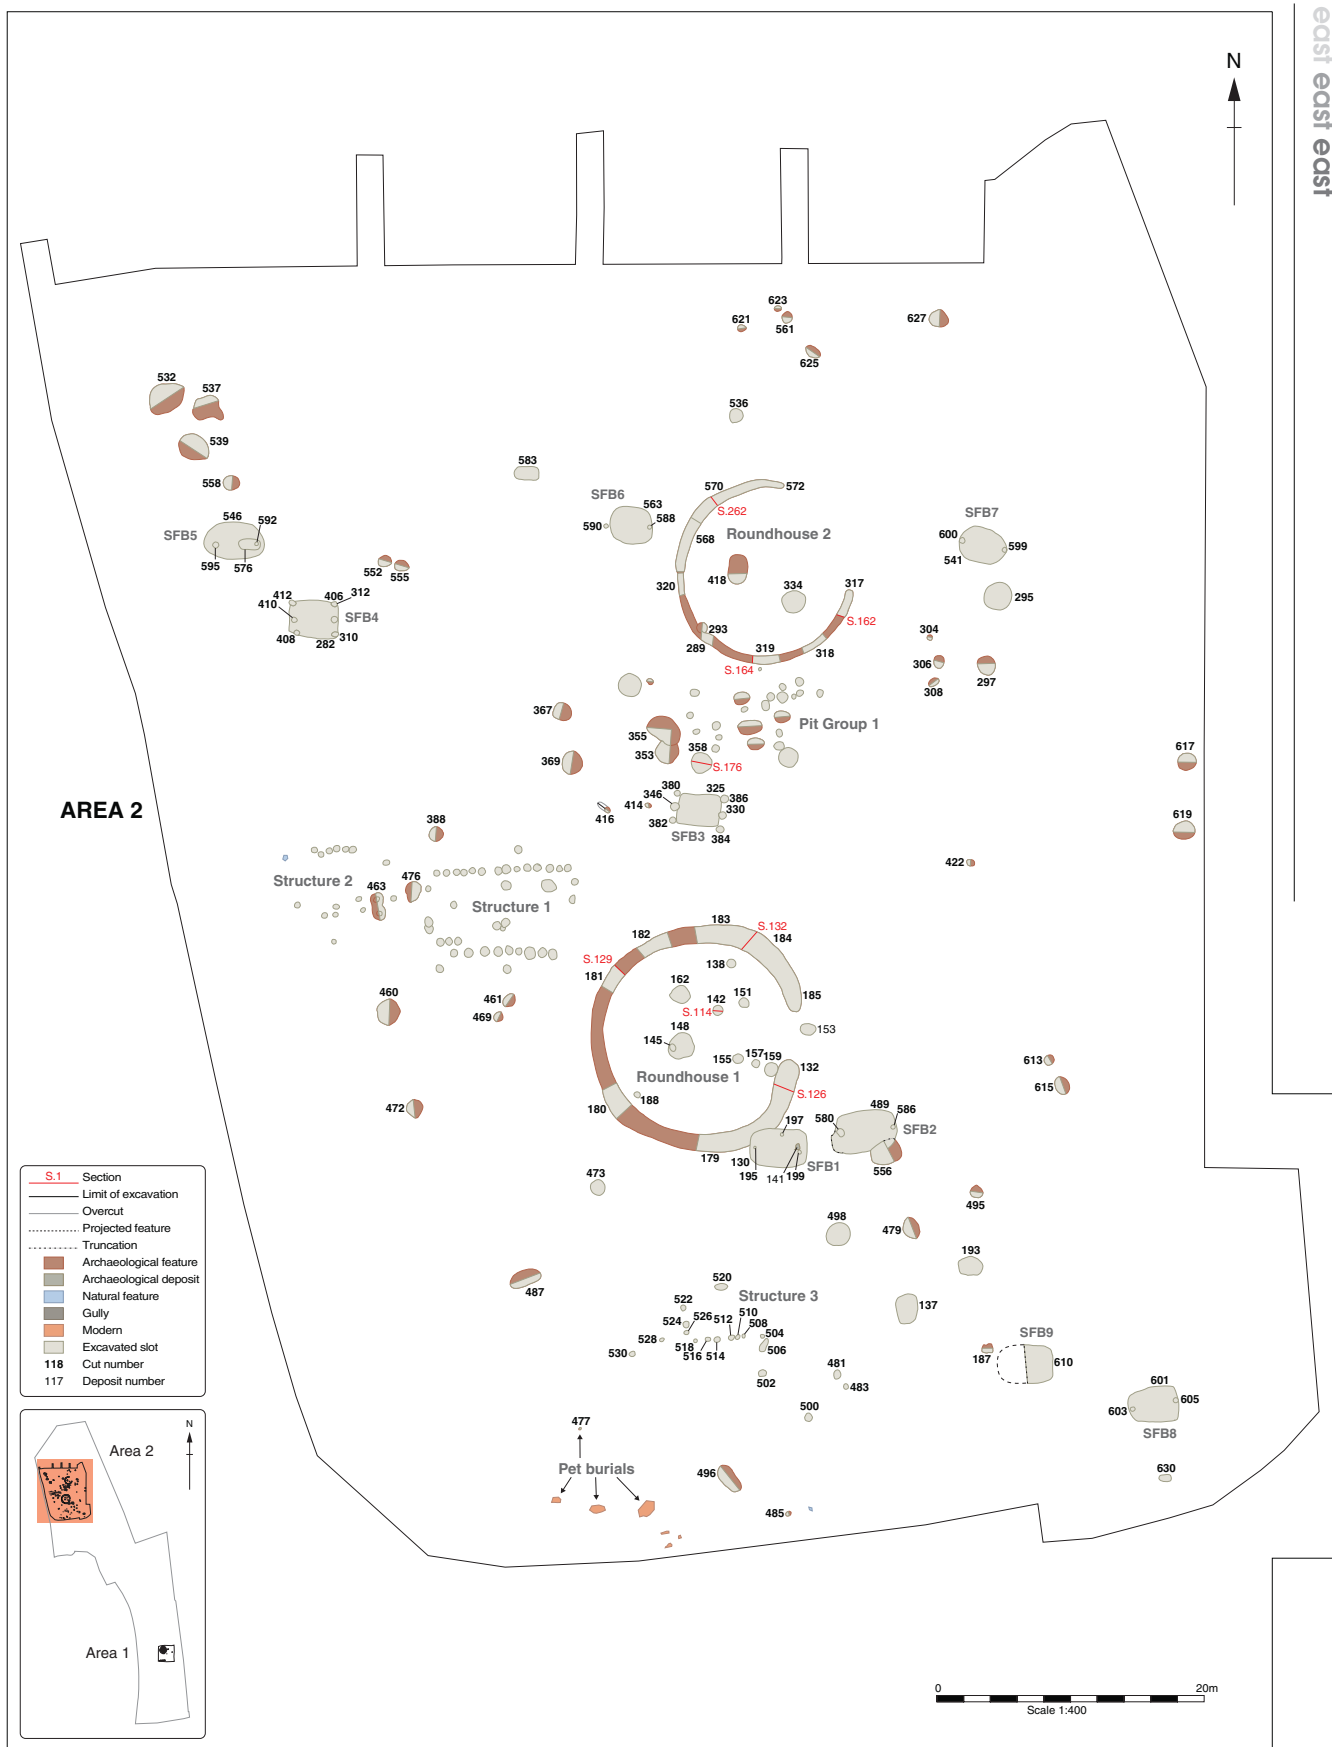 east east east
N
623
621
561
627
625
532
537
536
539
583
558
570
572
SFB6
563
S.262
546
592
590
588
SFB7
SFB5
Roundhouse 2
600
568
599
541
595
576
552
555
418
320
334
317
412
406
312
410
SFB4
295
S.162
408
282
310
293
304
289
319
318
306
S.164
308
297
367
355
Pit Group 1
353
358
617
369
S.176
380
325
346
386
414
330
AREA 2
416
382
384
SFB3
619
388
422
Structure 2
463
476
Structure 1
183
S.132
182
184
S.129
138
181
162
151
185
142
460
461
S.114
469
148
153
145
155
157
159
132
613
Roundhouse 1
S.126
615
188
472
180
489
586
197
580
SFB2
179
130
SFB1
195
141
199
556
473
495
498
479
193
487
520
Structure 3
137
522
526
512
510
524
508
528
504
518
516
514
506
530
SFB9
187
610
502
481
483
601
603
605
500
SFB8
477
Pet burials
496
630
485
S.1 Section
Limit of excavation
Overcut
Projected feature
Truncation
Archaeological feature
Archaeological deposit
Natural feature
Gully
Modern
Excavated slot
118 Cut number
117 Deposit number
N
Area 2
Area 1
0 20m
Scale 1:400